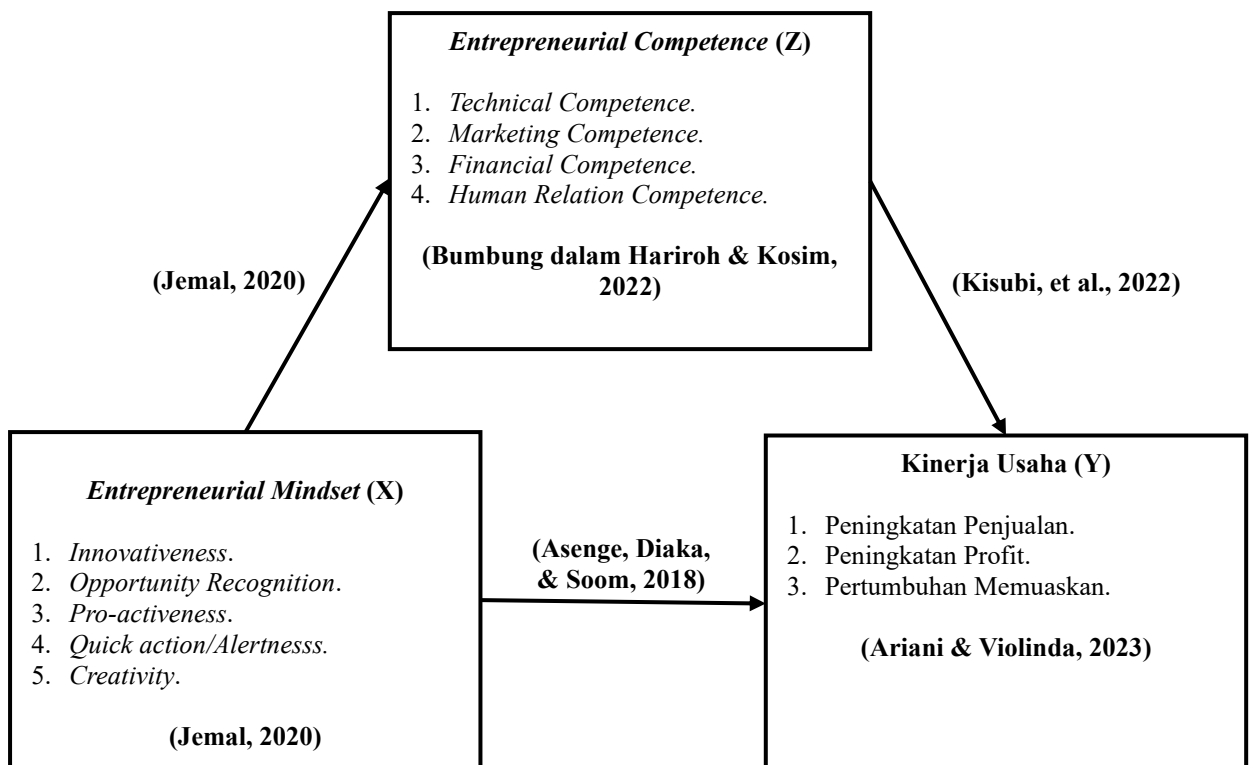 Entrepreneurial Competence (Z)
1. Technical Competence.
2. Marketing Competence.
3. Financial Competence.
4. Human Relation Competence.
(Bumbung dalam Hariroh & Kosim,
2022)
(Jemal, 2020)
(Kisubi, et al., 2022)
Entrepreneurial Mindset (X)
1. Innovativeness.
2. Opportunity Recognition.
3. Pro-activeness.
4. Quick action/Alertnesss.
5. Creativity.
(Jemal, 2020)
(Asenge, Diaka,
& Soom, 2018)
Kinerja Usaha (Y)
1. Peningkatan Penjualan.
2. Peningkatan Profit.
3. Pertumbuhan Memuaskan.
(Ariani & Violinda, 2023)